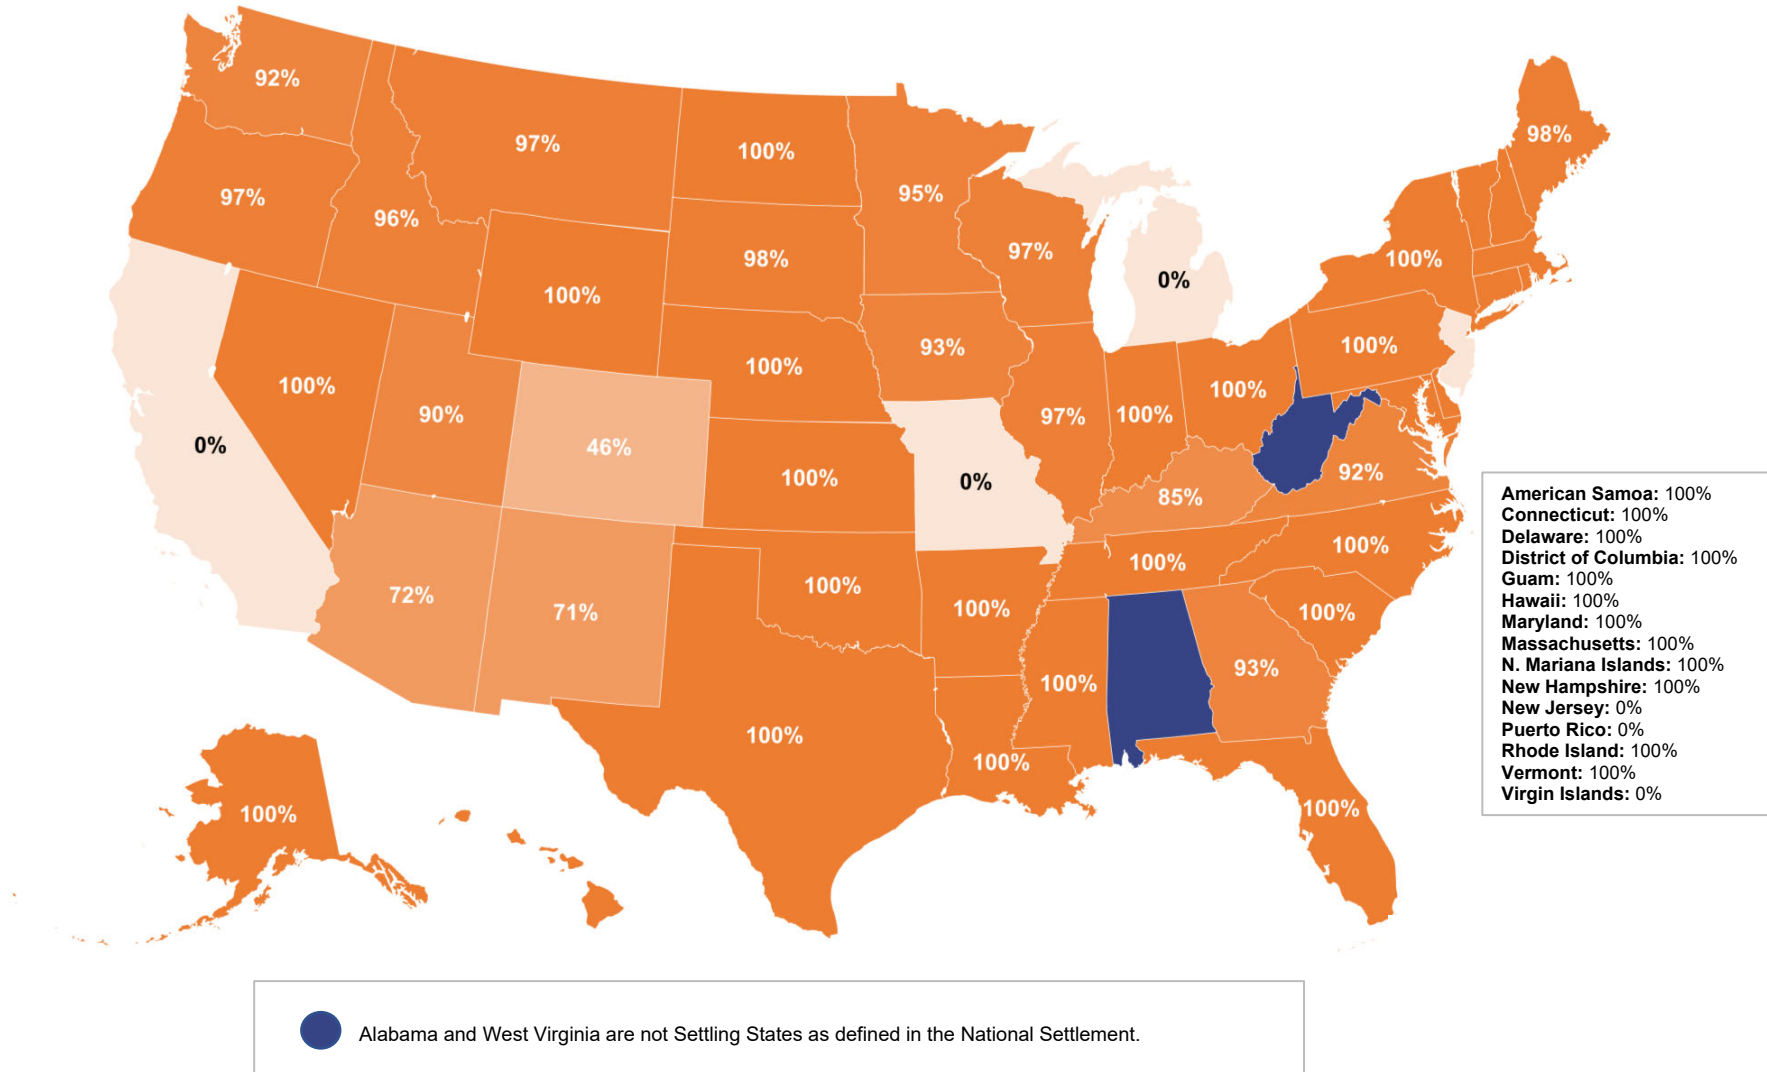 92%
97%
100%
98%
95%
97%
96%
97%
100%
98%
100%
0%
100%
93%
100%
100%
100%
90%
46%
100%
0%
97%
100%
100%
92%
100%
0%
85%
100%
100%
72%
71%
100%
100%
100%
93%
100%
100%
100%
100%
100%
American Samoa: 100%
Connecticut: 100%
Delaware: 100%
District of Columbia: 100%
Guam: 100%
Hawaii: 100%
Maryland: 100%
Massachusetts: 100%
N. Mariana Islands: 100%
New Hampshire: 100%
New Jersey: 0%
Puerto Rico: 0%
Rhode Island: 100%
Vermont: 100%
Virgin Islands: 0%
Alabama and West Virginia are not Settling States as defined in the National Settlement.